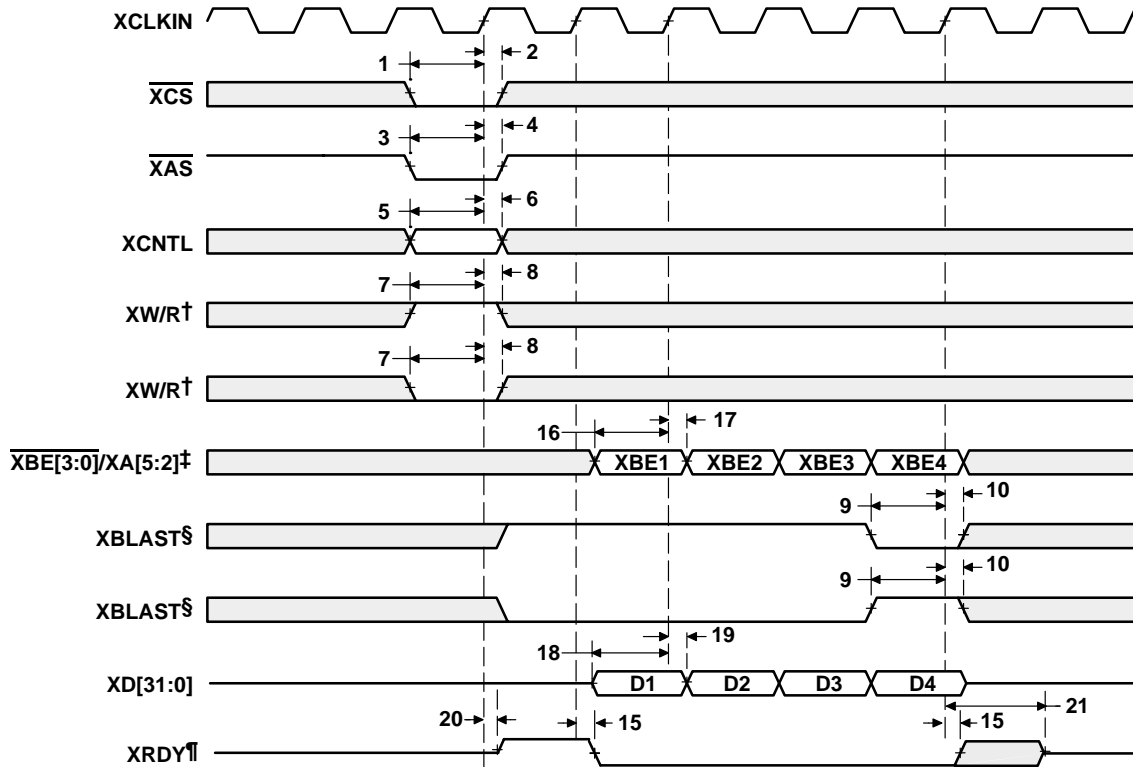 XCLKIN
1 2
XCS
3 4
XAS
5 6
XCNTL
7 8
XW/R†
7 8
XW/R†
16 17
XBE[3:0]/XA[5:2]‡ XBE1 XBE2 XBE3 XBE4
9 10
XBLAST§
9 10
XBLAST§
18 19
XD[31:0] D1 D2 D3 D4
20 15 15 21
XRDY¶